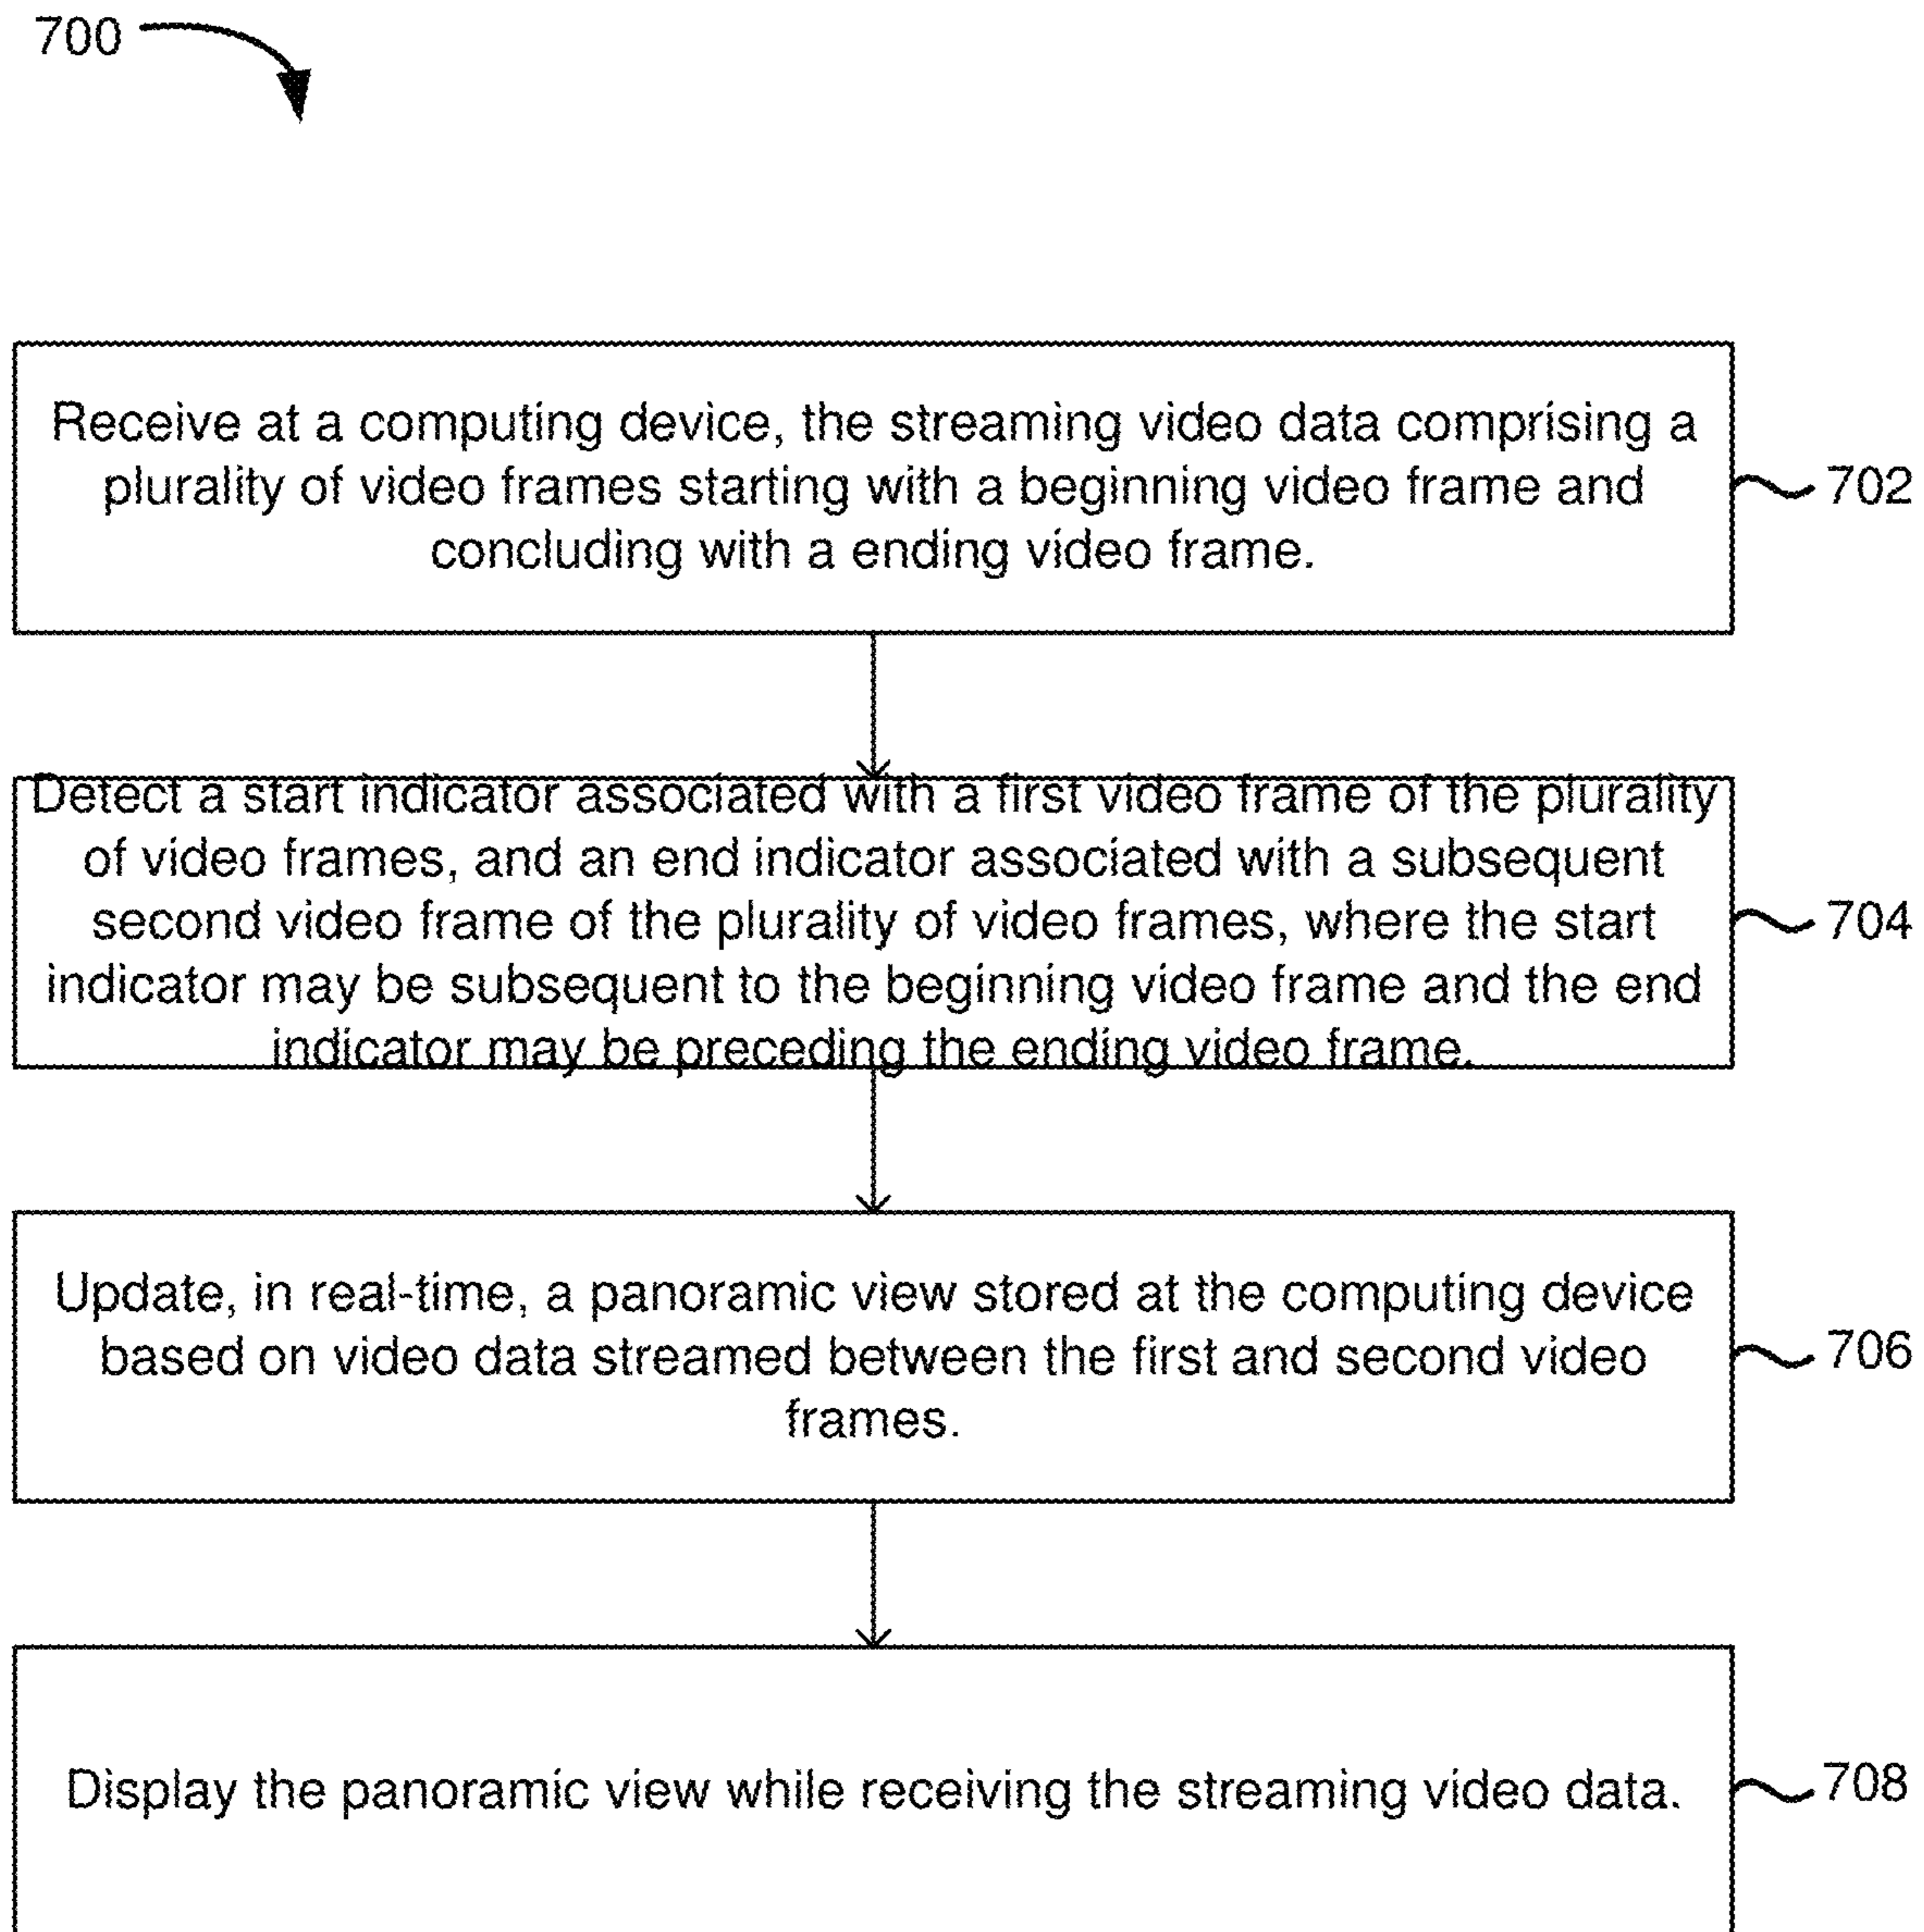 700
Receive at a computing device, the streaming video data comprising a
plurality of video frames starting with a beginning video frame and
concluding with a ending video frame.
702
Detect a start indicator associated with a first video frame of the plurality
of video frames, and an end indicator associated with a subsequent
second video frame of the plurality of video frames, where the start
indicator may be subsequent to the beginning video frame and the end
indicator may be preceding the ending video frame.
704
Update, in real-time, a panoramic view stored at the computing device
based on video data streamed between the first and second video
frames.
706
Display the panoramic view while receiving the streaming video data.
708